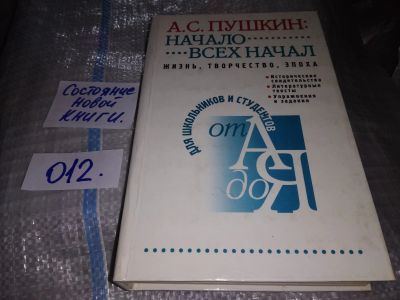 А.С. ПУШКИН:
НАЧАЛО
ВСЕХ НАЧАЛ
ЖИЗНЬ, ТВОРЧЕСТВО, ЭПОХА
Исторические
свидетельства
Литературные
тексты
Упражнения
и задания
ДЛЯ ШКОЛЬНИКОВ И СТУДЕНТОВ
от А
до Я
Состояние
новой
книги.
012.